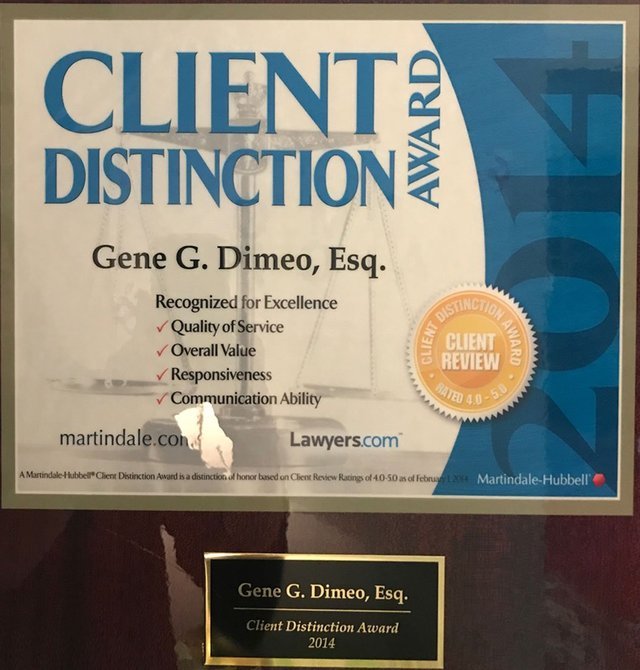 CLIENT
DISTINCTION
AWARD
2014
Gene G. Dimeo, Esq.
Recognized for Excellence
✓ Quality of Service
✓ Overall Value
✓ Responsiveness
✓ Communication Ability
CLIENT DISTINCTION AWARD
CLIENT
REVIEW
• RATED 4.0 - 5.0 •
martindale.com
Lawyers.com™
A Martindale-Hubbell® Client Distinction Award is a distinction of honor based on Client Review Ratings of 4.0-5.0 as of February 1, 2014
Martindale-Hubbell®
Gene G. Dimeo, Esq.
Client Distinction Award
2014